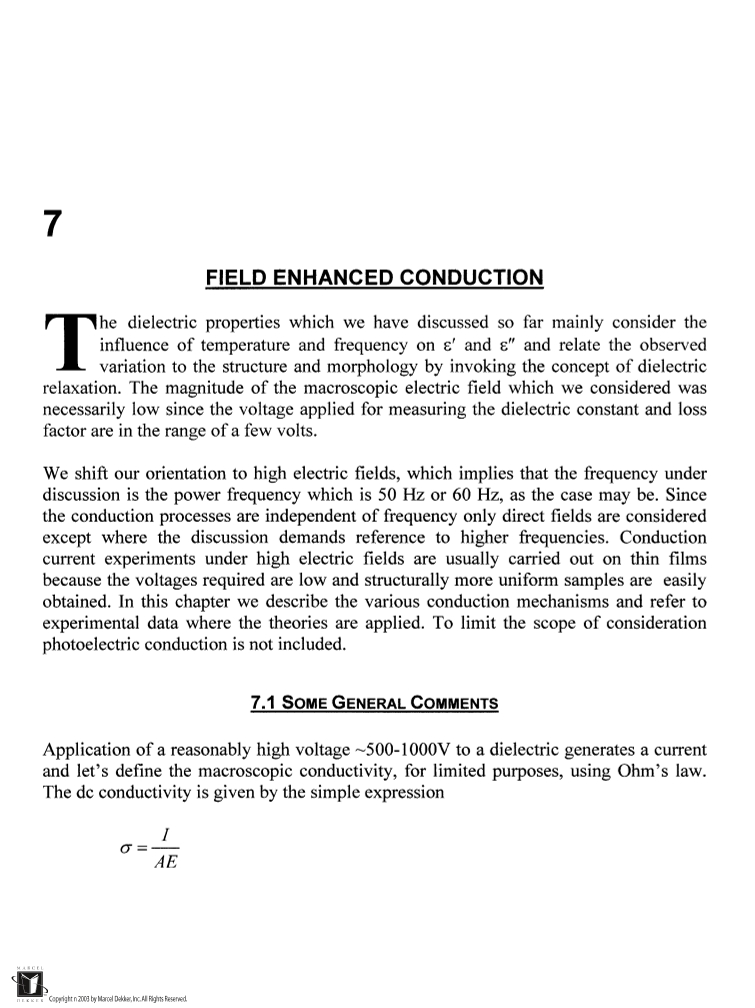 7
FIELD ENHANCED CONDUCTION
The dielectric properties which we have discussed so far mainly consider the
influence of temperature and frequency on ε′ and ε″ and relate the observed
variation to the structure and morphology by invoking the concept of dielectric
relaxation. The magnitude of the macroscopic electric field which we considered was
necessarily low since the voltage applied for measuring the dielectric constant and loss
factor are in the range of a few volts.
We shift our orientation to high electric fields, which implies that the frequency under
discussion is the power frequency which is 50 Hz or 60 Hz, as the case may be. Since
the conduction processes are independent of frequency only direct fields are considered
except where the discussion demands reference to higher frequencies. Conduction
current experiments under high electric fields are usually carried out on thin films
because the voltages required are low and structurally more uniform samples are easily
obtained. In this chapter we describe the various conduction mechanisms and refer to
experimental data where the theories are applied. To limit the scope of consideration
photoelectric conduction is not included.
7.1 SOME GENERAL COMMENTS
Application of a reasonably high voltage ~500-1000V to a dielectric generates a current
and let's define the macroscopic conductivity, for limited purposes, using Ohm's law.
The dc conductivity is given by the simple expression
σ = I / AE
MARCEL
DEKKER
Copyright n 2003 by Marcel Dekker, Inc. All Rights Reserved.